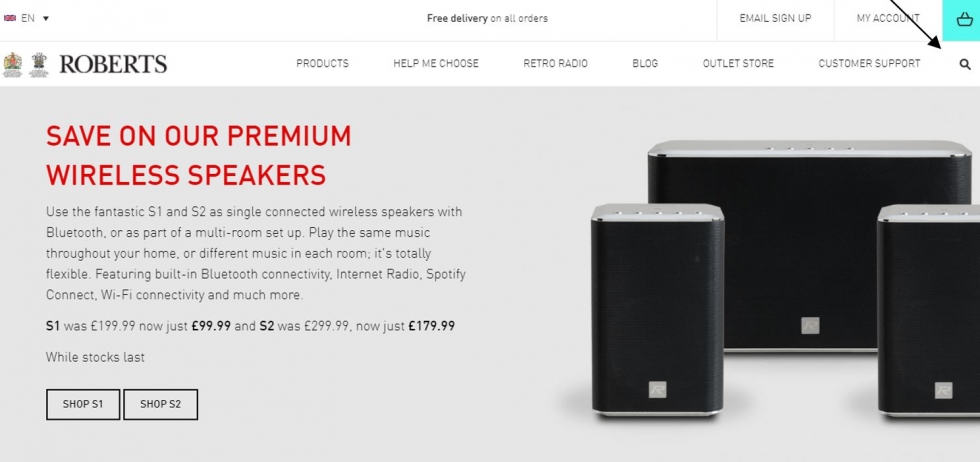 EN
Free delivery on all orders
EMAIL SIGN UP
MY ACCOUNT
ROBERTS
PRODUCTS
HELP ME CHOOSE
RETRO RADIO
BLOG
OUTLET STORE
CUSTOMER SUPPORT
SAVE ON OUR PREMIUM
WIRELESS SPEAKERS
Use the fantastic S1 and S2 as single connected wireless speakers with
Bluetooth, or as part of a multi-room set up. Play the same music
throughout your home, or different music in each room; it's totally
flexible. Featuring built-in Bluetooth connectivity, Internet Radio, Spotify
Connect, Wi-Fi connectivity and much more.
S1 was £199.99 now just £99.99 and S2 was £299.99, now just £179.99
While stocks last
SHOP S1
SHOP S2
R
R
R